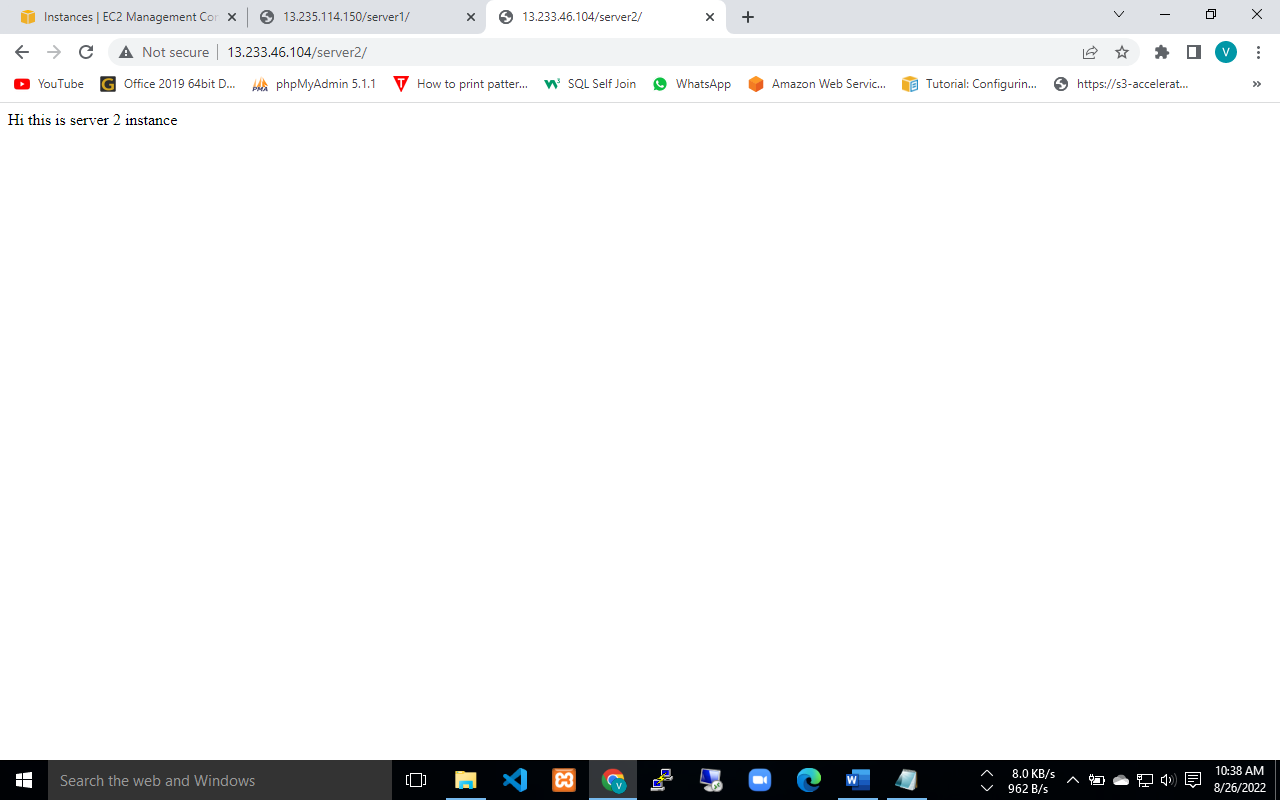 Instances | EC2 Management Con
13.235.114.150/server1/
13.233.46.104/server2/
Not secure
13.233.46.104/server2/
V
YouTube
Office 2019 64bit D...
phpMyAdmin 5.1.1
How to print patter...
SQL Self Join
WhatsApp
Amazon Web Servic...
Tutorial: Configurin...
https://s3-accelerat...
»
Hi this is server 2 instance
Search the web and Windows
8.0 KB/s
962 B/s
10:38 AM
8/26/2022